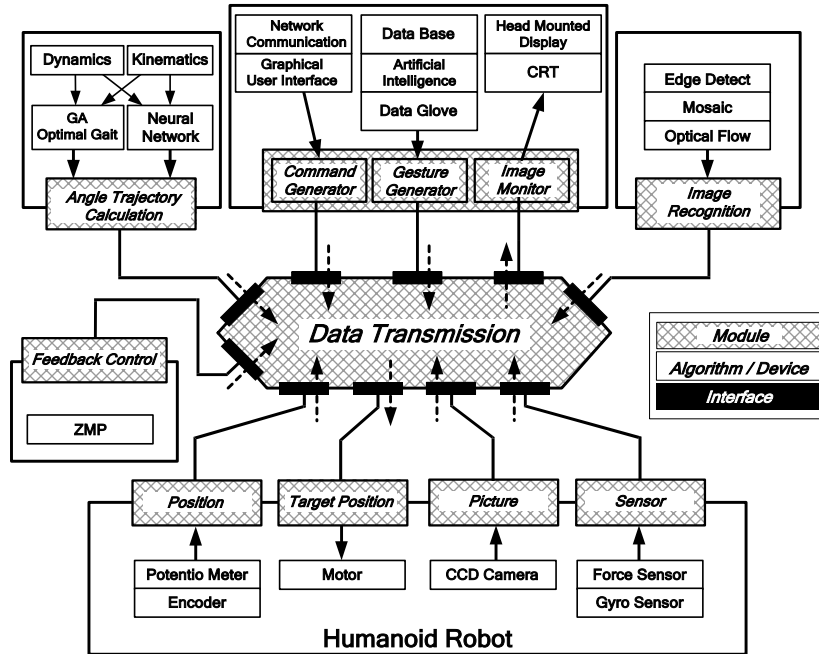 Dynamics
Kinematics
GA
Optimal Gait
Neural
Network
Angle Trajectory
Calculation
Network
Communication
Graphical
User Interface
Data Base
Artificial
Intelligence
Data Glove
Head Mounted
Display
CRT
Command
Generator
Gesture
Generator
Image
Monitor
Edge Detect
Mosaic
Optical Flow
Image
Recognition
Data Transmission
Feedback Control
ZMP
Module
Algorithm / Device
Interface
Position
Target Position
Picture
Sensor
Potentio Meter
Encoder
Motor
CCD Camera
Force Sensor
Gyro Sensor
Humanoid Robot